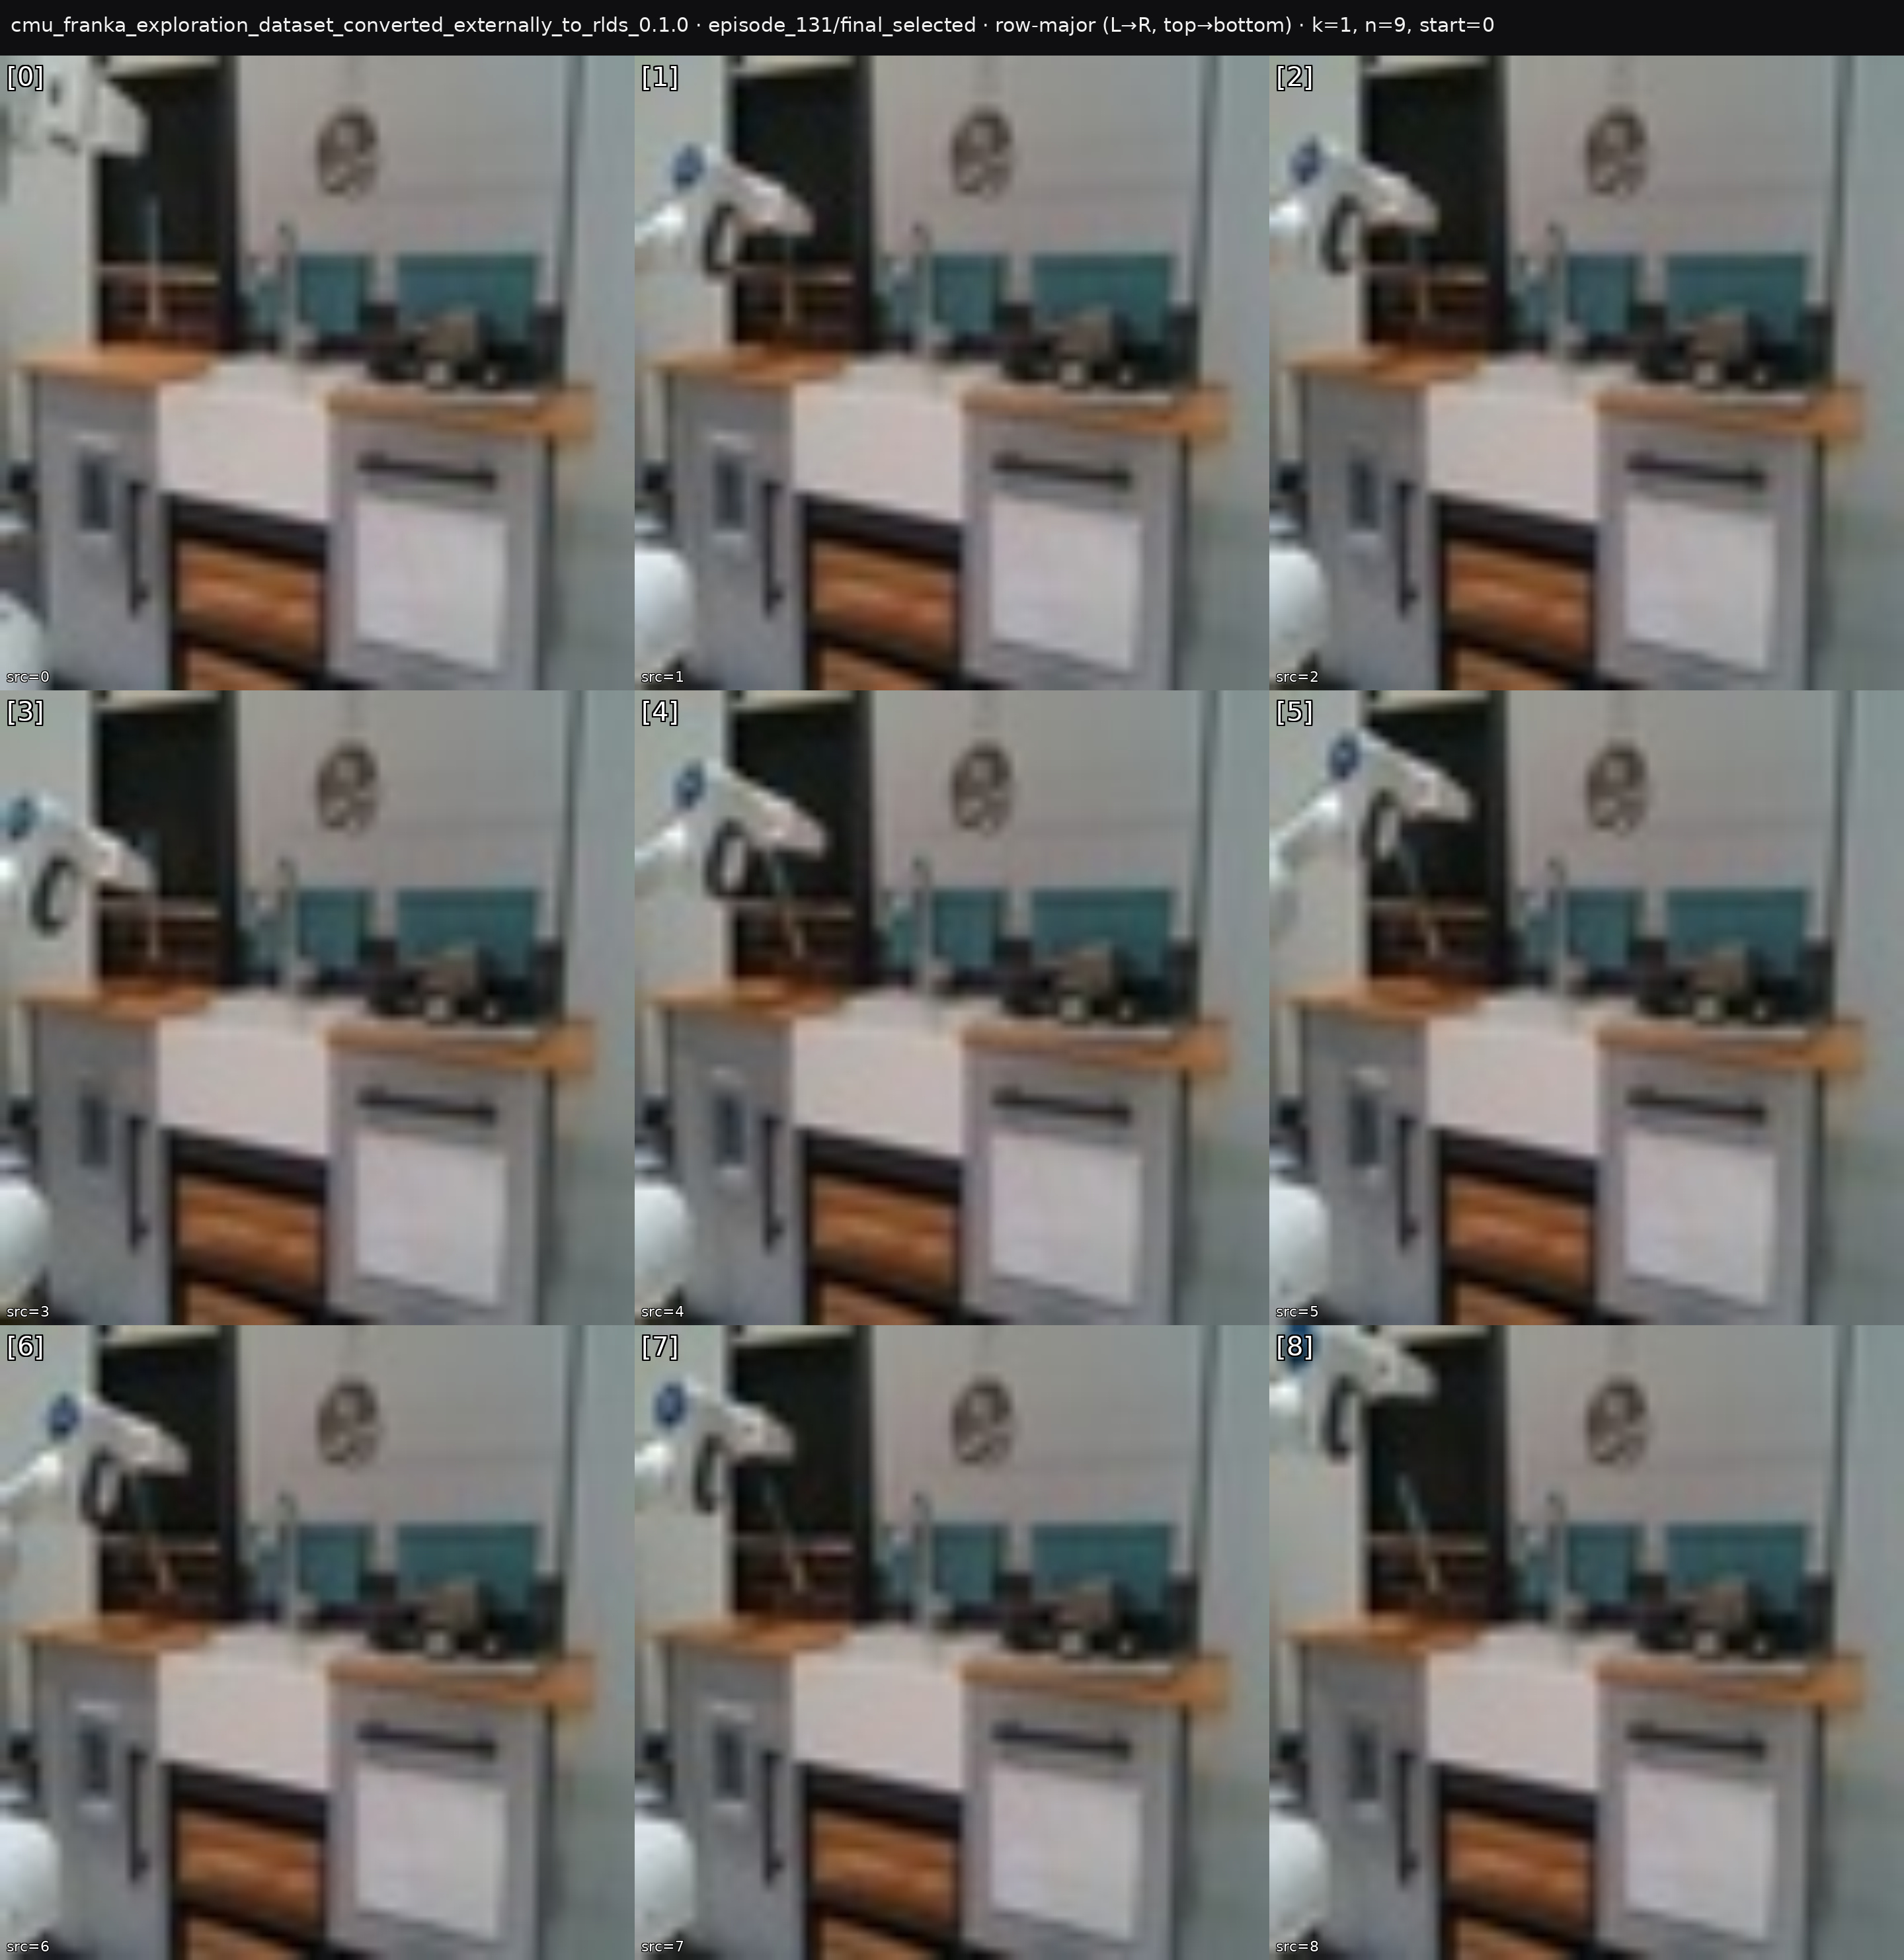 cmu_franka_exploration_dataset_converted_externally_to_rlds_0.1.0 · episode_131/final_selected · row-major (L→R, top→bottom) · k=1, n=9, start=0
[0]
[1]
[2]
src=0
src=1
src=2
[3]
[4]
[5]
src=3
src=4
src=5
[6]
[7]
[8]
src=6
src=7
src=8